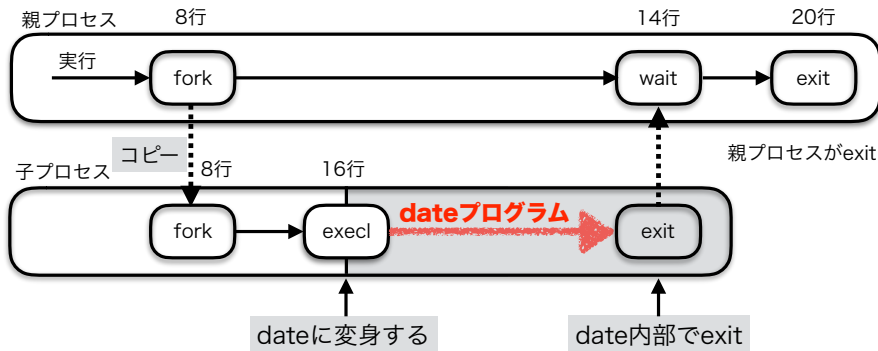 親プロセス
8行
14行
20行
実行
fork
wait
exit
コピー
親プロセスがexit
子プロセス
8行
16行
fork
execl
dateプログラム
exit
dateに変身する
date内部でexit